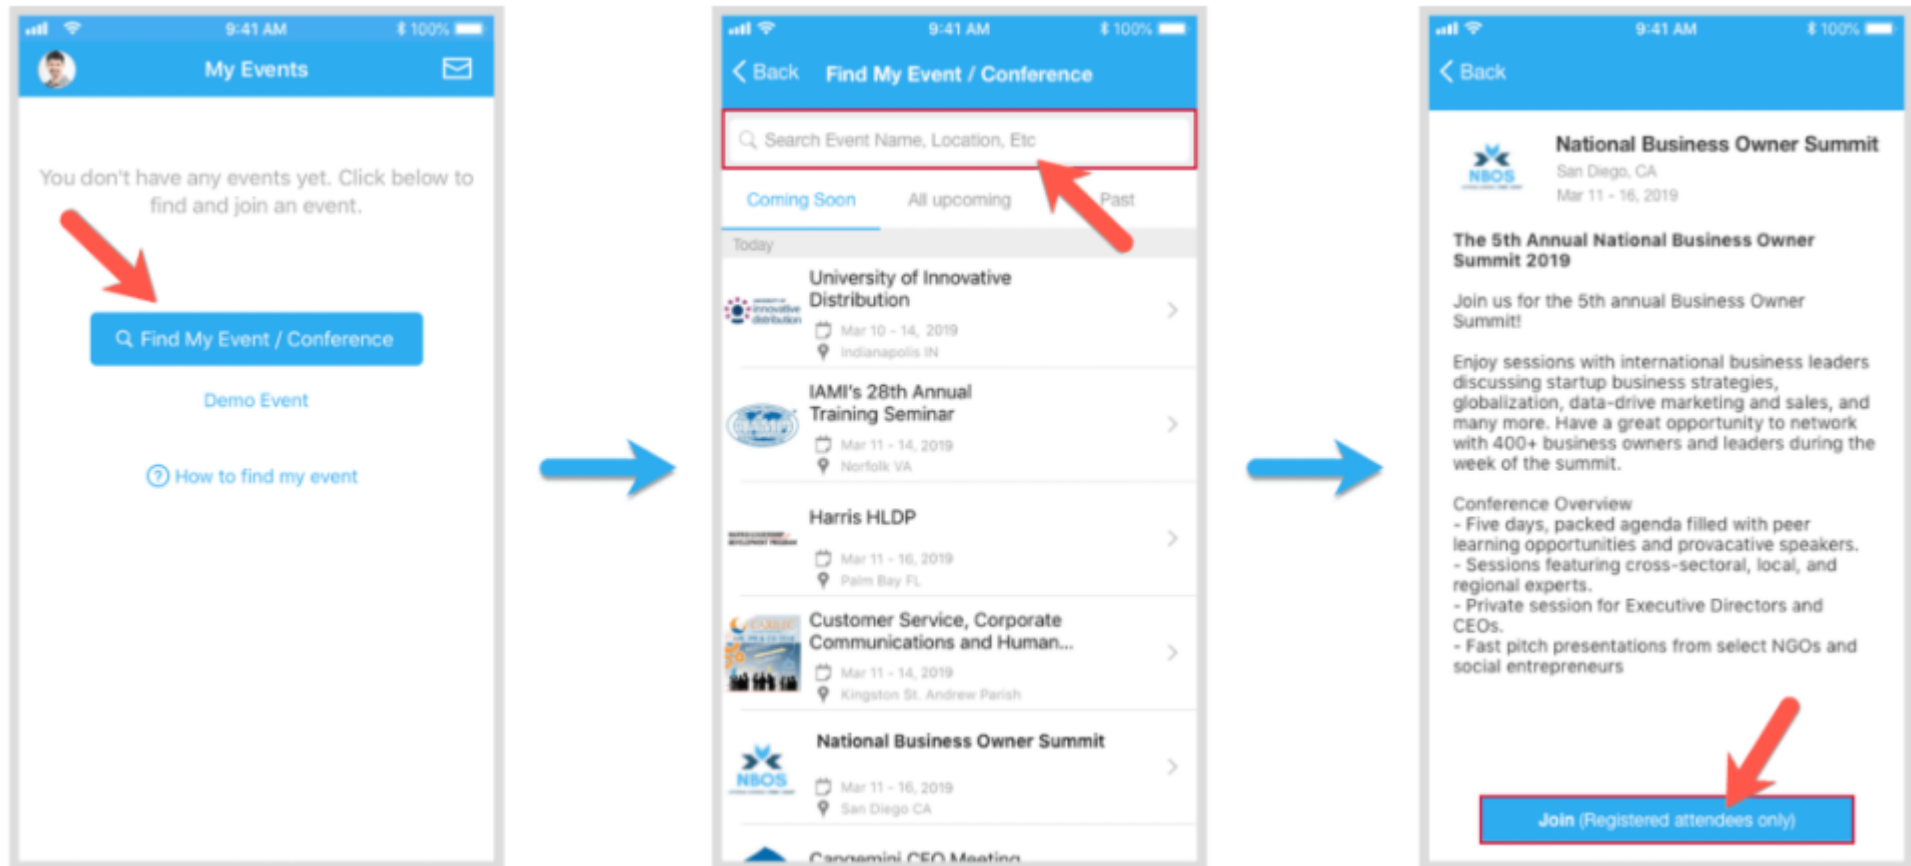 9:41 AM
100%
My Events
You don't have any events yet. Click below to
find and join an event.
Find My Event / Conference
Demo Event
? How to find my event
9:41 AM
100%
Back
Find My Event / Conference
Search Event Name, Location, Etc
Coming Soon
All upcoming
Past
Today
University of Innovative
Distribution
innovative
distribution
Mar 10 - 14, 2019
Indianapolis IN
IAMI's 28th Annual
Training Seminar
Mar 11 - 14, 2019
Norfolk VA
Harris HLDP
Mar 11 - 16, 2019
Palm Bay FL
Customer Service, Corporate
Communications and Human...
Mar 11 - 14, 2019
Kingston St. Andrew Parish
National Business Owner Summit
NBOS
Mar 11 - 16, 2019
San Diego CA
Capgemini CFO Meeting
9:41 AM
100%
Back
National Business Owner Summit
NBOS
San Diego, CA
Mar 11 - 16, 2019
The 5th Annual National Business Owner
Summit 2019
Join us for the 5th annual Business Owner
Summit!
Enjoy sessions with international business leaders
discussing startup business strategies,
globalization, data-drive marketing and sales, and
many more. Have a great opportunity to network
with 400+ business owners and leaders during the
week of the summit.
Conference Overview
- Five days, packed agenda filled with peer
learning opportunities and provacative speakers.
- Sessions featuring cross-sectoral, local, and
regional experts.
- Private session for Executive Directors and
CEOs.
- Fast pitch presentations from select NGOs and
social entrepreneurs
Join (Registered attendees only)